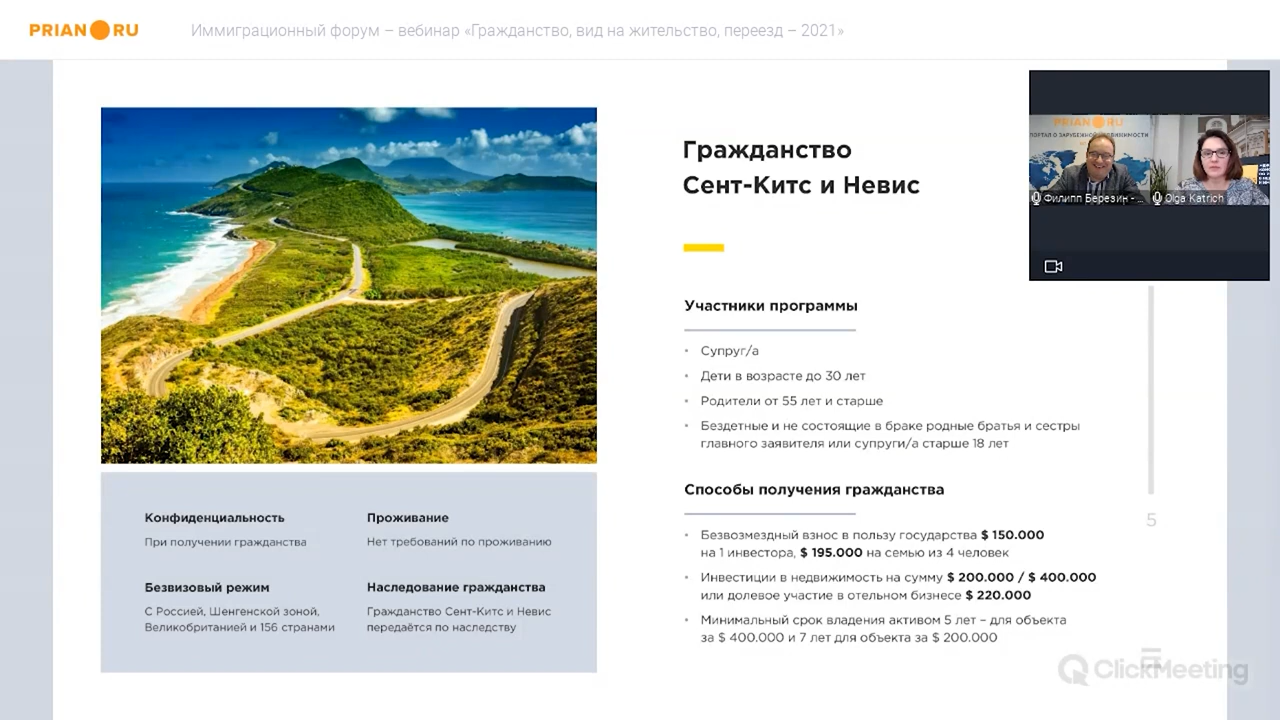 PRIAN RU
Иммиграционный форум – вебинар «Гражданство, вид на жительство, переезд – 2021»
PRIAN RU
ПОРТАЛ О ЗАРУБЕЖНОЙ НЕДВИЖИМОСТИ
Филипп Березин - ...
Olga Katrich
Гражданство
Сент-Китс и Невис
Участники программы
• Супруг/а
• Дети в возрасте до 30 лет
• Родители от 55 лет и старше
• Бездетные и не состоящие в браке родные братья и сестры
главного заявителя или супруги/а старше 18 лет
Способы получения гражданства
• Безвозмездный взнос в пользу государства $ 150.000
на 1 инвестора, $ 195.000 на семью из 4 человек
• Инвестиции в недвижимость на сумму $ 200.000 / $ 400.000
или долевое участие в отельном бизнесе $ 220.000
• Минимальный срок владения активом 5 лет – для объекта
за $ 400.000 и 7 лет для объекта за $ 200.000
Конфиденциальность
При получении гражданства
Проживание
Нет требований по проживанию
Безвизовый режим
С Россией, Шенгенской зоной,
Великобританией и 156 странами
Наследование гражданства
Гражданство Сент-Китс и Невис
передаётся по наследству
5
ClickMeeting